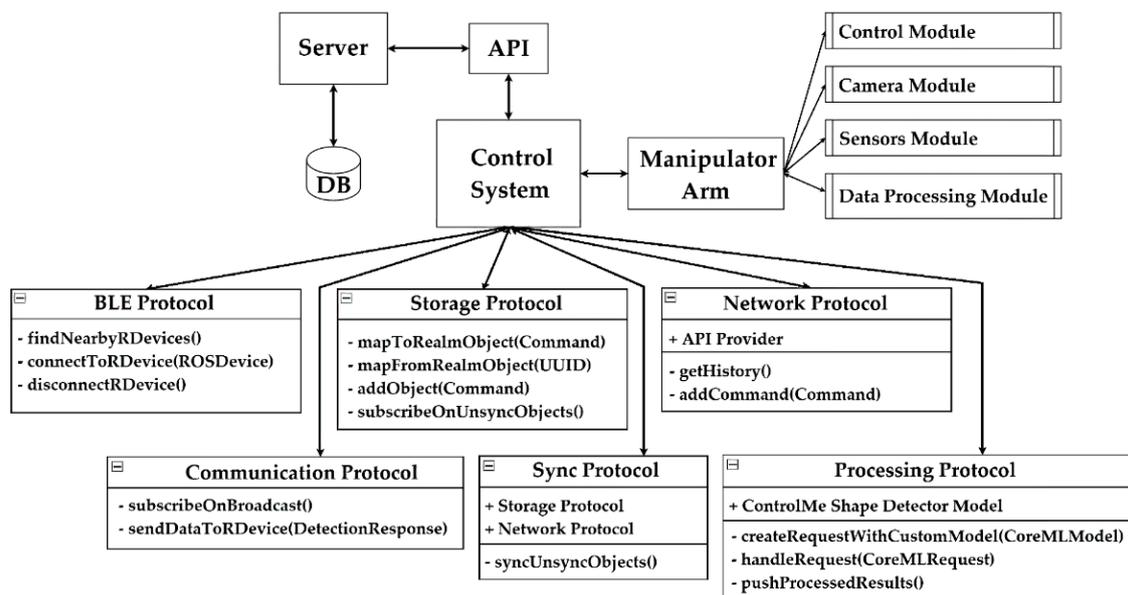 Server
API
DB
Control
System
Manipulator
Arm
Control Module
Camera Module
Sensors Module
Data Processing Module
BLE Protocol
- findNearbyRDevices()
- connectToRDevice(ROSDevice)
- disconnectRDevice()
Storage Protocol
- mapToRealmObject(Command)
- mapFromRealmObject(UUID)
- addObject(Command)
- subscribeOnUnsyncObjects()
Network Protocol
+ API Provider
- getHistory()
- addCommand(Command)
Communication Protocol
- subscribeOnBroadcast()
- sendDataToRDevice(DetectionResponse)
Sync Protocol
+ Storage Protocol
+ Network Protocol
- syncUnsyncObjects()
Processing Protocol
+ ControlMe Shape Detector Model
- createRequestWithCustomModel(CoreMLModel)
- handleRequest(CoreMLRequest)
- pushProcessedResults()